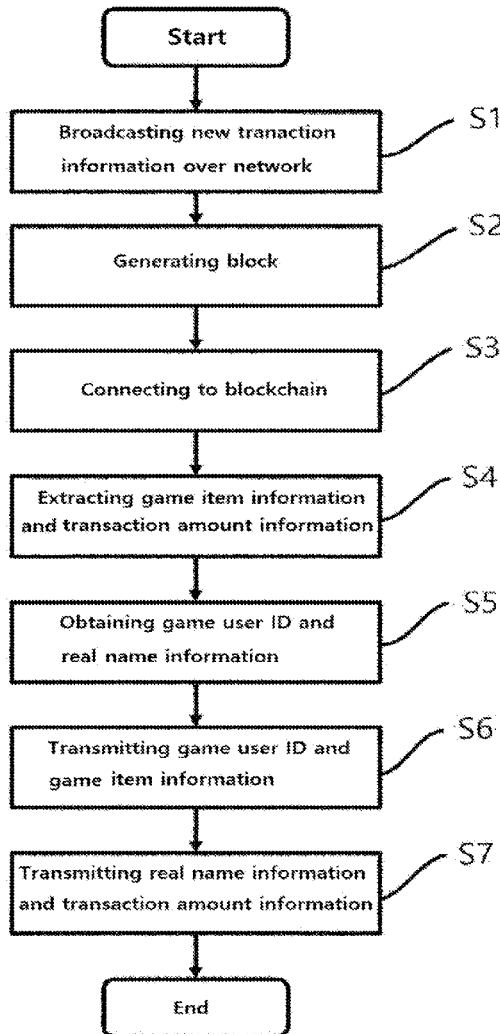 Start
Broadcasting new tranaction
information over network
S1
Generating block
S2
Connecting to blockchain
S3
Extracting game item information
and transaction amount information
S4
Obtaining game user ID and
real name information
S5
Transmitting game user ID and
game item information
S6
Transmitting real name information
and transaction amount information
S7
End